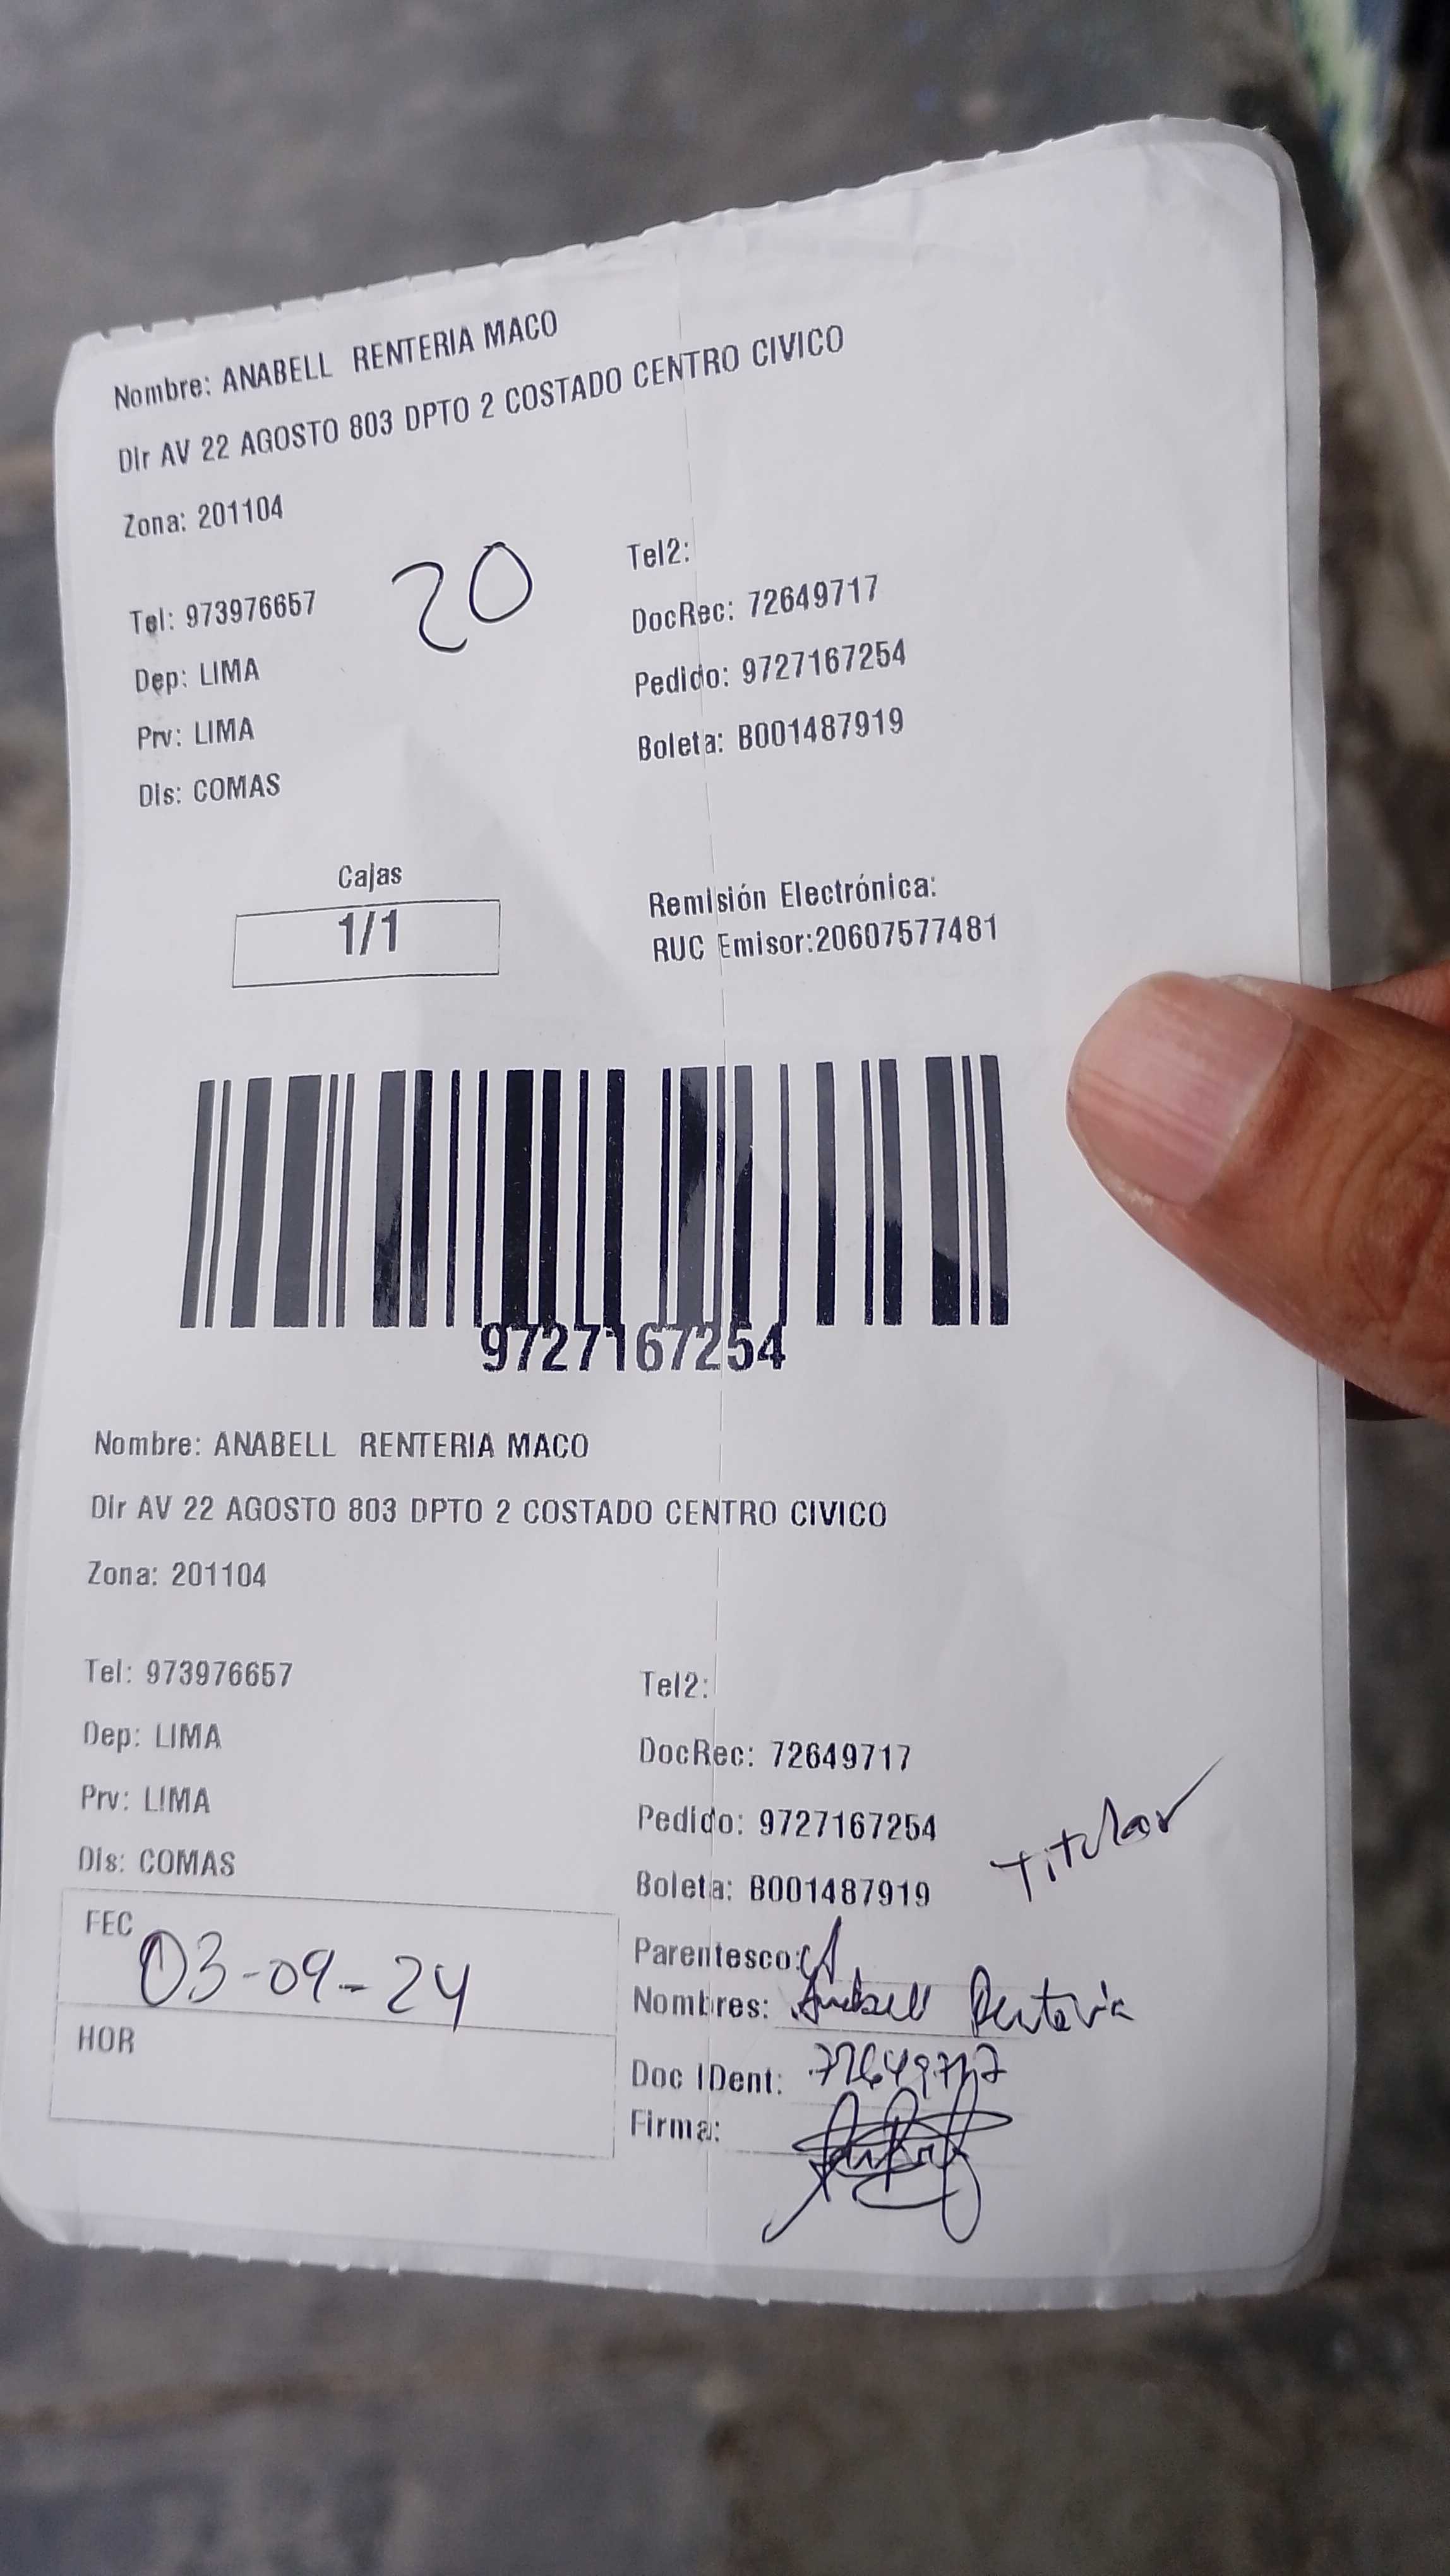 Nombre: ANABELL RENTERIA MACO
Dir AV 22 AGOSTO 803 DPTO 2 COSTADO CENTRO CIVICO
Zona: 201104
20
Tel: 973976657
Tel2:
Dep: LIMA
DocRec: 72649717
Prv: LIMA
Pedido: 9727167254
Dis: COMAS
Boleta: B001487919
Cajas
1/1
Remisión Electrónica:
RUC Emisor:20607577481
9727167254
Nombre: ANABELL RENTERIA MACO
Dir AV 22 AGOSTO 803 DPTO 2 COSTADO CENTRO CIVICO
Zona: 201104
Tel: 973976657
Tel2:
Dep: LIMA
DocRec: 72649717
Prv: LIMA
Pedido: 9727167254
Titular
Dis: COMAS
Boleta: B001487919
FEC 03-09-24
HOR
Parentesco:
Nombres: Anabell Renteria
Doc IDent: 72649717
Firma: